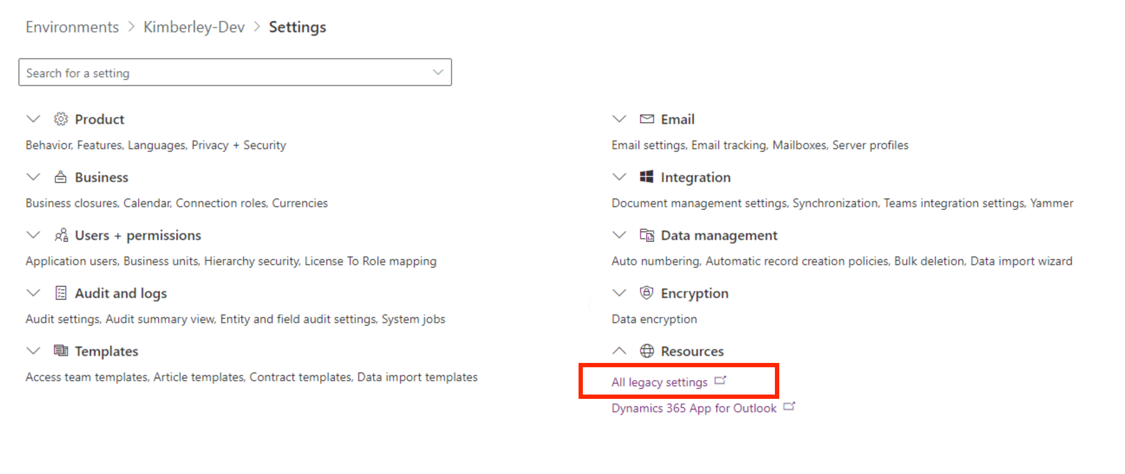 Environments > Kimberley-Dev > Settings
Search for a setting
Product
Behavior, Features, Languages, Privacy + Security
Business
Business closures, Calendar, Connection roles, Currencies
Users + permissions
Application users, Business units, Hierarchy security, License To Role mapping
Audit and logs
Audit settings, Audit summary view, Entity and field audit settings, System jobs
Templates
Access team templates, Article templates, Contract templates, Data import templates
Email
Email settings, Email tracking, Mailboxes, Server profiles
Integration
Document management settings, Synchronization, Teams integration settings, Yammer
Data management
Auto numbering, Automatic record creation policies, Bulk deletion, Data import wizard
Encryption
Data encryption
Resources
All legacy settings
Dynamics 365 App for Outlook